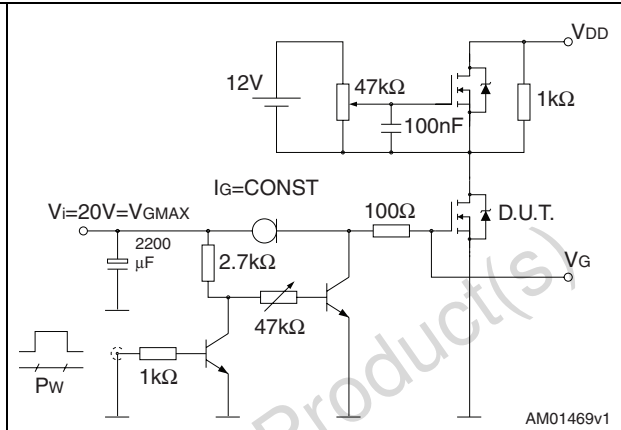 VDD
12V
47kΩ
1kΩ
100nF
IG=CONST
Vi=20V=VGMAX
100Ω
D.U.T.
2200
μF
2.7kΩ
VG
47kΩ
1kΩ
PW
Product(s)
AM01469v1